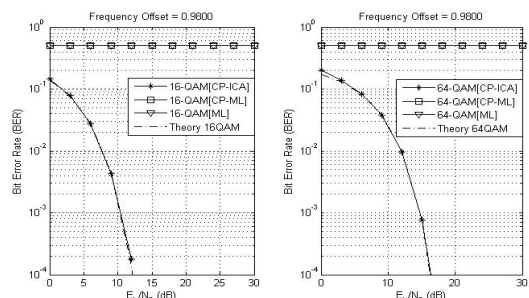 Frequency Offset = 0.9800
10^0
10^-1
10^-2
10^-3
10^-4
Bit Error Rate (BER)
16-QAM[CP-ICA]
16-QAM[CP-ML]
16-QAM[ML]
Theory 16QAM
0 5 10 15 20 25 30
Frequency Offset = 0.9800
10^0
10^-1
10^-2
10^-3
10^-4
Bit Error Rate (BER)
64-QAM[CP-ICA]
64-QAM[CP-ML]
64-QAM[ML]
Theory 64QAM
0 10 20 30
(dB)
(dB)